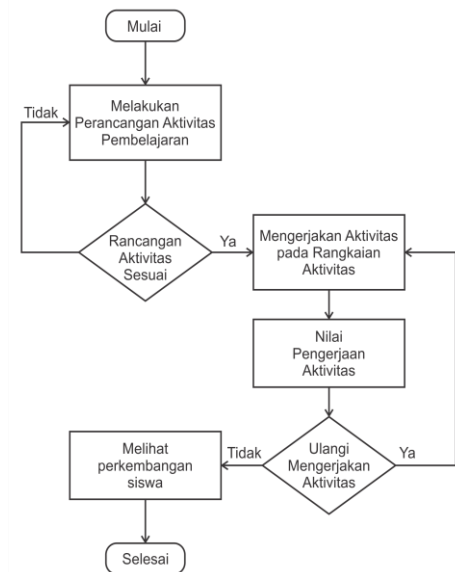 Mulai
Tidak
Melakukan
Perancangan Aktivitas
Pembelajaran
Rancangan
Aktivitas
Sesuai
Ya
Mengerjakan Aktivitas
pada Rangkaian
Aktivitas
Nilai
Pengerjaan
Aktivitas
Ulangi
Mengerjakan
Aktivitas
Ya
Tidak
Melihat
perkembangan
siswa
Selesai